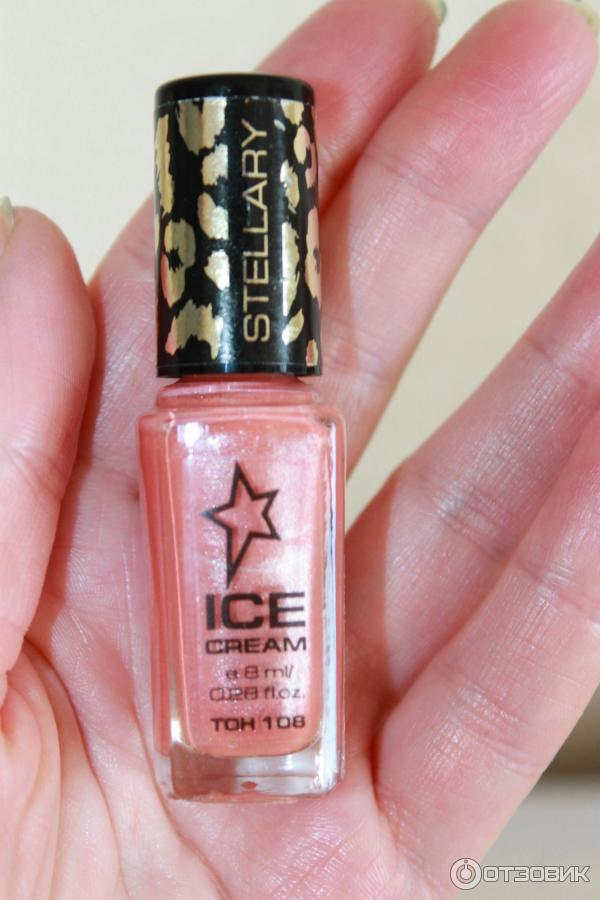 STELLARY
ICE
CREAM
e 8 ml/
0.28 fl.oz.
ТОН 108
ОТЗОВИК